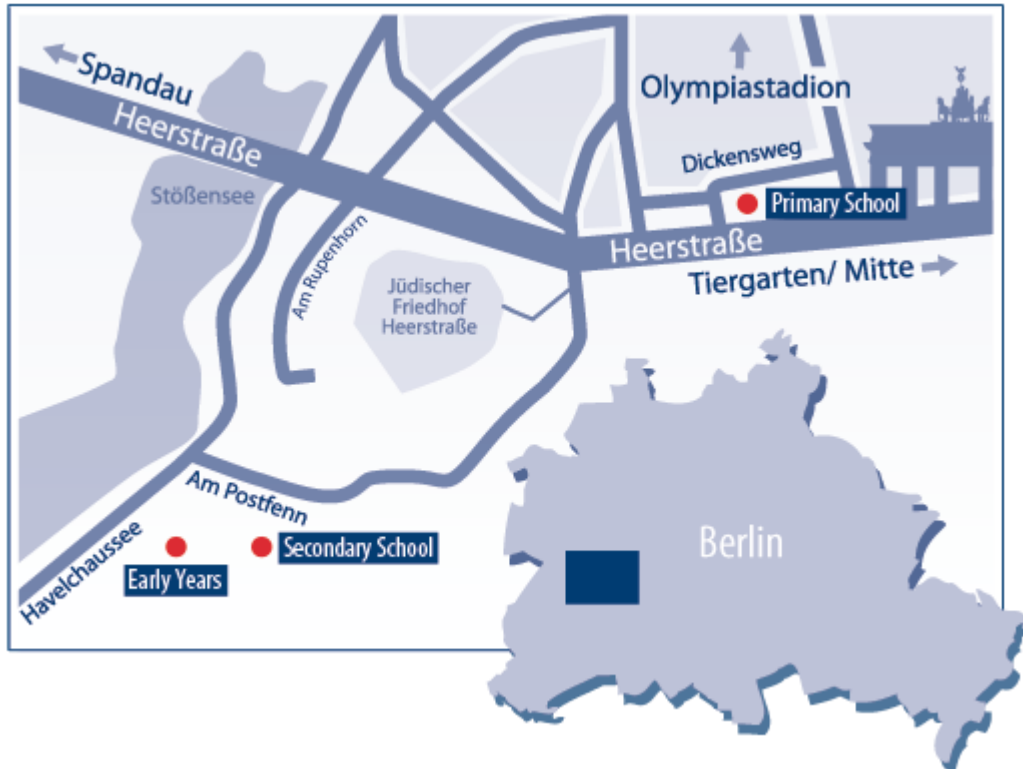 Spandau
Heerstraße
Olympiastadion
Dickensweg
Stößensee
Primary School
Am Rupenhorn
Heerstraße
Tiergarten/ Mitte
Jüdischer
Friedhof
Heerstraße
Am Postfenn
Berlin
Secondary School
Havelchaussee
Early Years